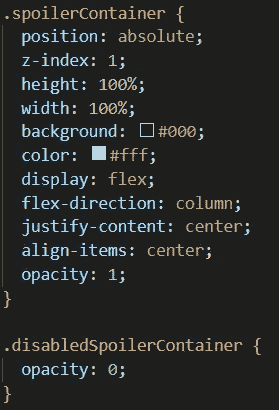 .spoilerContainer {
position: absolute;
z-index: 1;
height: 100%;
width: 100%;
background: #000;
color: #fff;
display: flex;
flex-direction: column;
justify-content: center;
align-items: center;
opacity: 1;
}
.disabledSpoilerContainer {
opacity: 0;
}